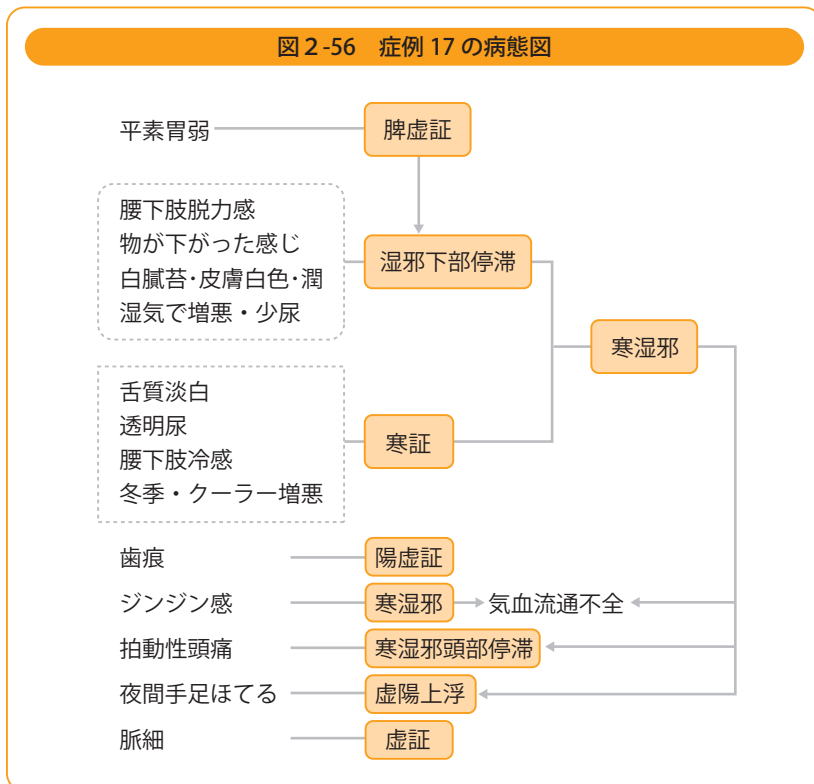 図2-56 症例17の病態図
平素胃弱
脾虚証
腰下肢脱力感
物が下がった感じ
白膩苔・皮膚白色・潤
湿気で増悪・少尿
湿邪下部停滞
寒湿邪
舌質淡白
透明尿
腰下肢冷感
冬季・クーラー増悪
寒証
歯痕
陽虚証
ジンジン感
寒湿邪
気血流通不全
拍動性頭痛
寒湿邪頭部停滞
夜間手足ほてる
虚陽上浮
脈細
虚証